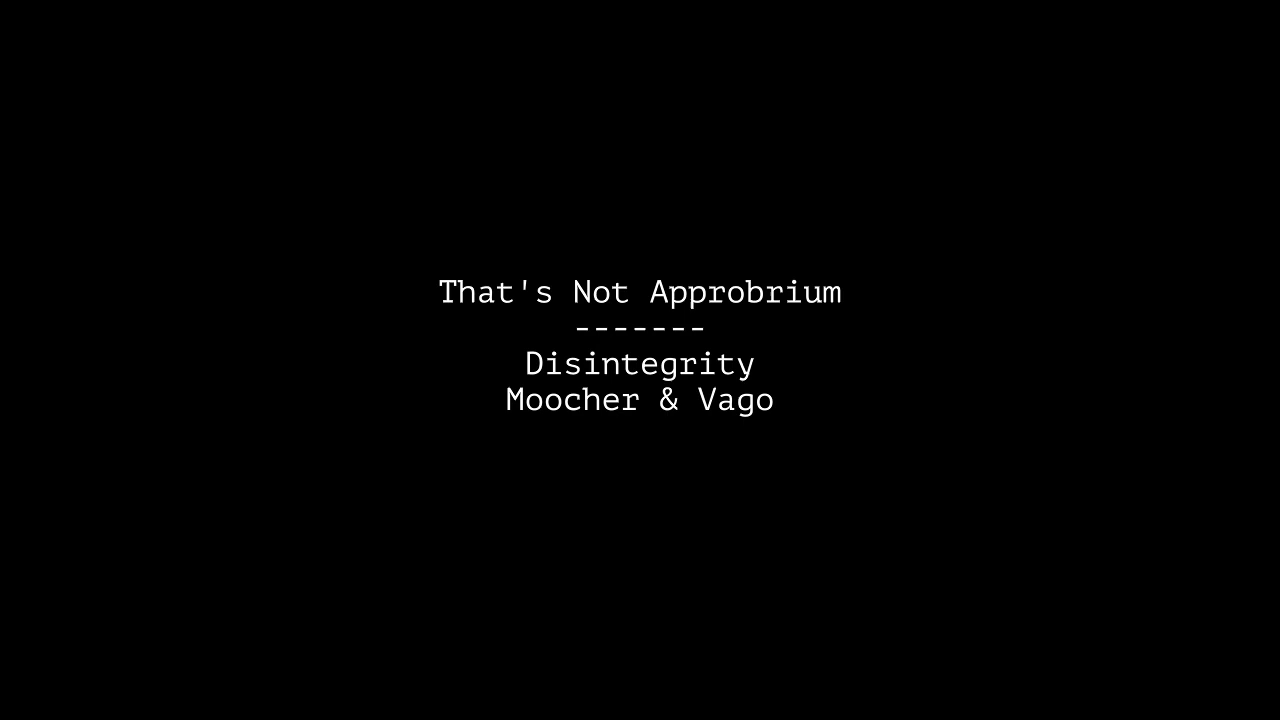 That's Not Approbrium
-------
Disintegrity
Moocher & Vago